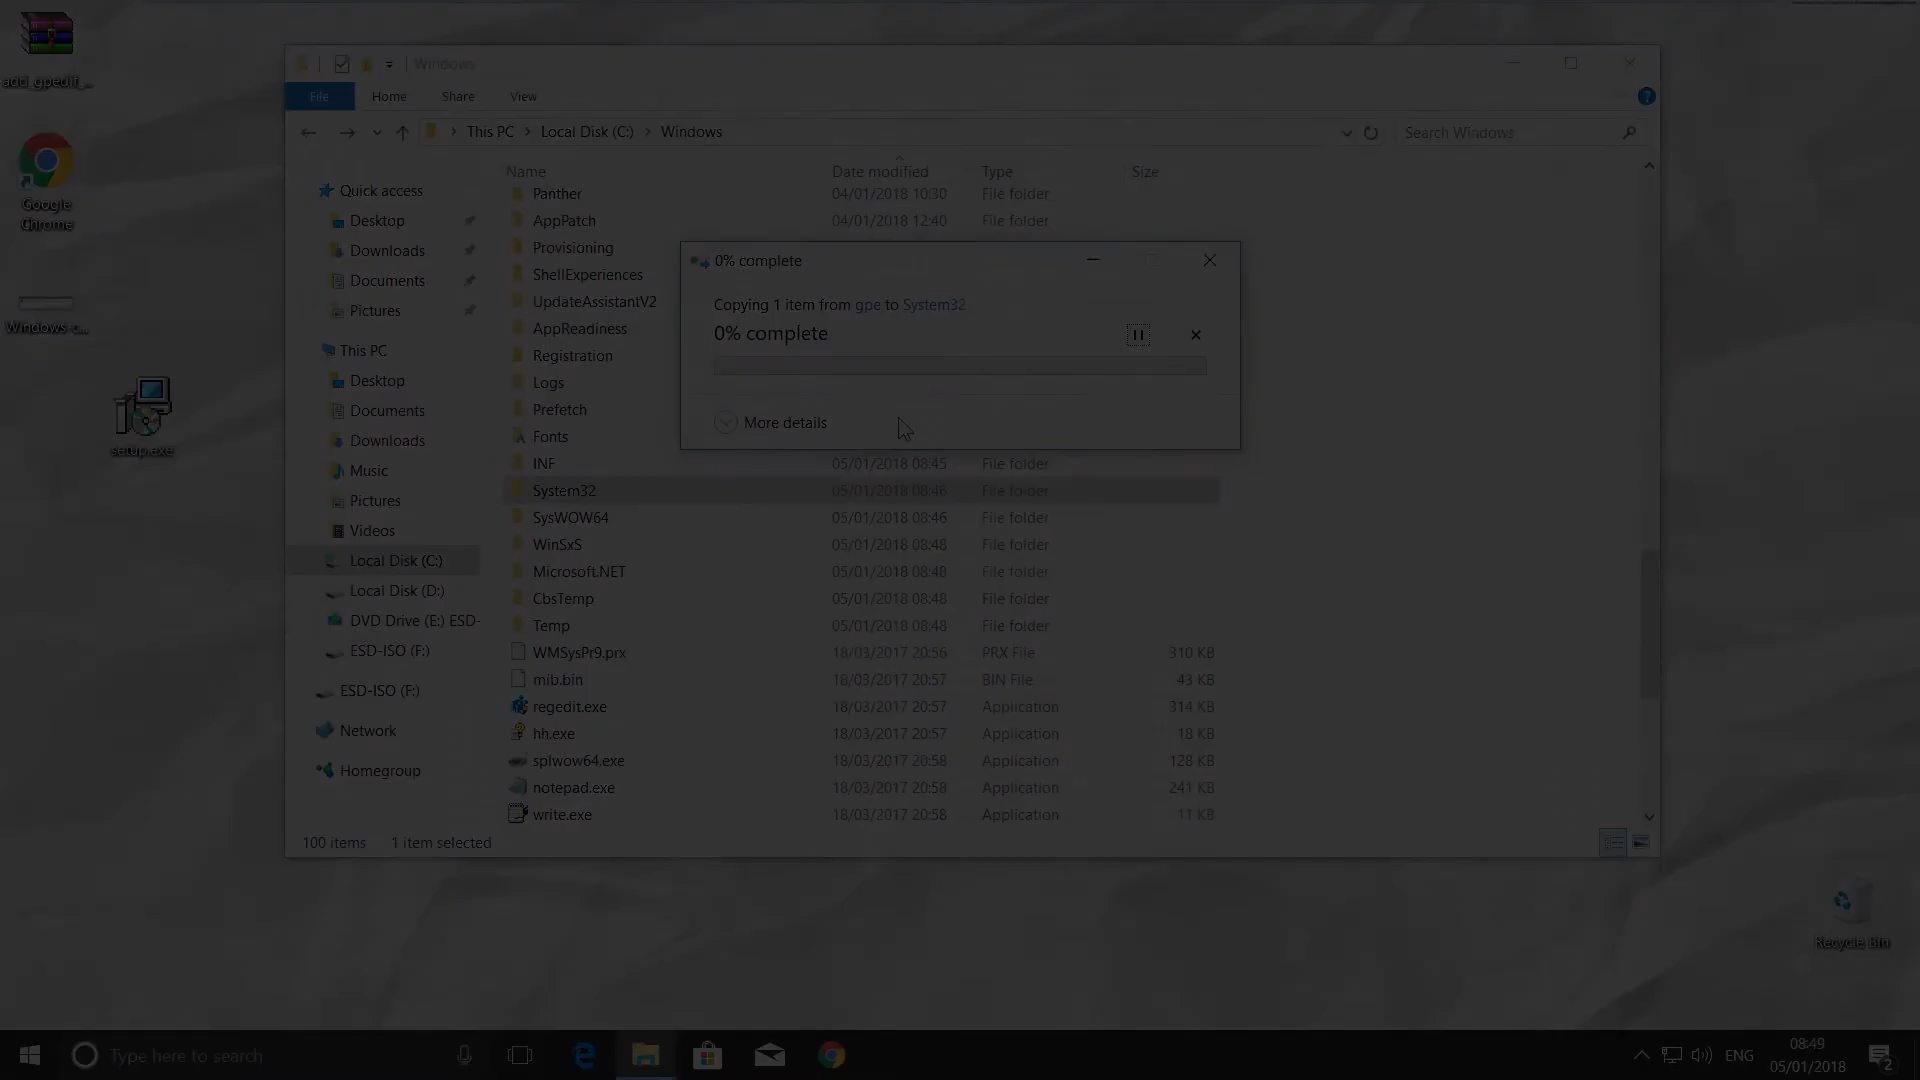 add_gpedit_...
Google
Chrome
Windows-c...
setup.exe
Recycle Bin
Windows
File
Home
Share
View
This PC
Local Disk (C:)
Windows
Search Windows
Quick access
Desktop
Downloads
Documents
Pictures
This PC
Desktop
Documents
Downloads
Music
Pictures
Videos
Local Disk (C:)
Local Disk (D:)
DVD Drive (E:) ESD-
ESD-ISO (F:)
ESD-ISO (F:)
Network
Homegroup
Name Date modified Type Size
Panther 04/01/2018 10:30 File folder
AppPatch 04/01/2018 12:40 File folder
Provisioning
ShellExperiences
UpdateAssistantV2
AppReadiness
Registration
Logs
Prefetch
Fonts
INF 05/01/2018 08:45 File folder
System32 05/01/2018 08:46 File folder
SysWOW64 05/01/2018 08:46 File folder
WinSxS 05/01/2018 08:48 File folder
Microsoft.NET 05/01/2018 08:48 File folder
CbsTemp 05/01/2018 08:48 File folder
Temp 05/01/2018 08:48 File folder
WMSysPr9.prx 18/03/2017 20:56 PRX File 310 KB
mib.bin 18/03/2017 20:57 BIN File 43 KB
regedit.exe 18/03/2017 20:57 Application 314 KB
hh.exe 18/03/2017 20:57 Application 18 KB
splwow64.exe 18/03/2017 20:58 Application 128 KB
notepad.exe 18/03/2017 20:58 Application 241 KB
write.exe 18/03/2017 20:58 Application 11 KB
100 items 1 item selected
0% complete
Copying 1 item from gpe to System32
0% complete
More details
Type here to search
ENG
08:49
05/01/2018
2